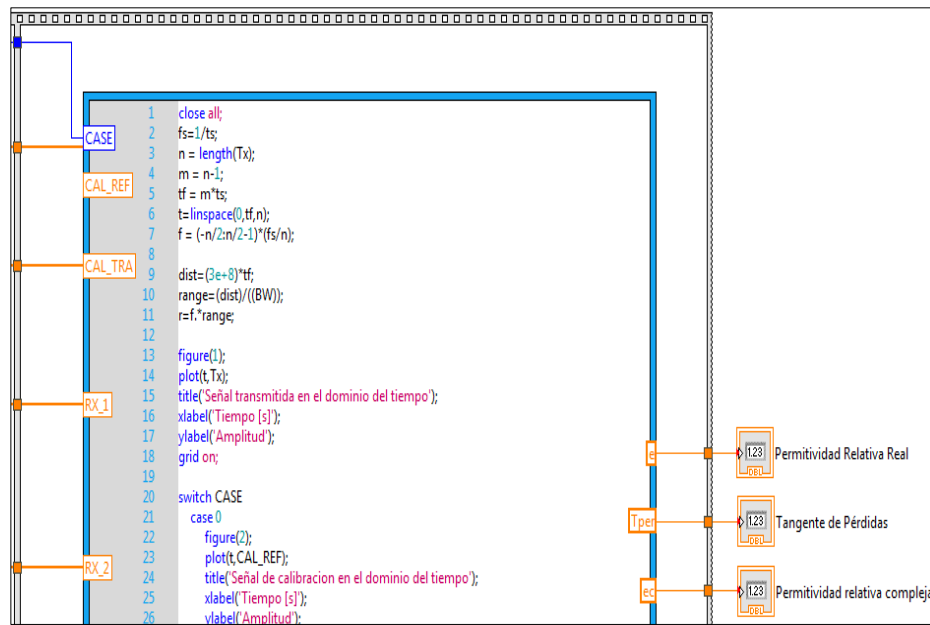 CASE
CAL_REF
CAL_TRA
RX_1
RX_2
1 close all;
2 fs=1/ts;
3 n = length(Tx);
4 m = n-1;
5 tf = m*ts;
6 t=linspace(0,tf,n);
7 f = (-n/2:n/2-1)*(fs/n);
8
9 dist=(3e+8)*tf;
10 range=(dist)/((BW));
11 r=f.*range;
12
13 figure(1);
14 plot(t,Tx);
15 title('Señal transmitida en el dominio del tiempo');
16 xlabel('Tiempo [s]');
17 ylabel('Amplitud');
18 grid on;
19
20 switch CASE
21 case 0
22 figure(2);
23 plot(t,CAL_REF);
24 title('Señal de calibracion en el dominio del tiempo');
25 xlabel('Tiempo [s]');
26 ylabel('Amplitud');
e
1.23
DBL
Permitividad Relativa Real
Tper
1.23
DBL
Tangente de Pérdidas
ec
1.23
DBL
Permitividad relativa compleja